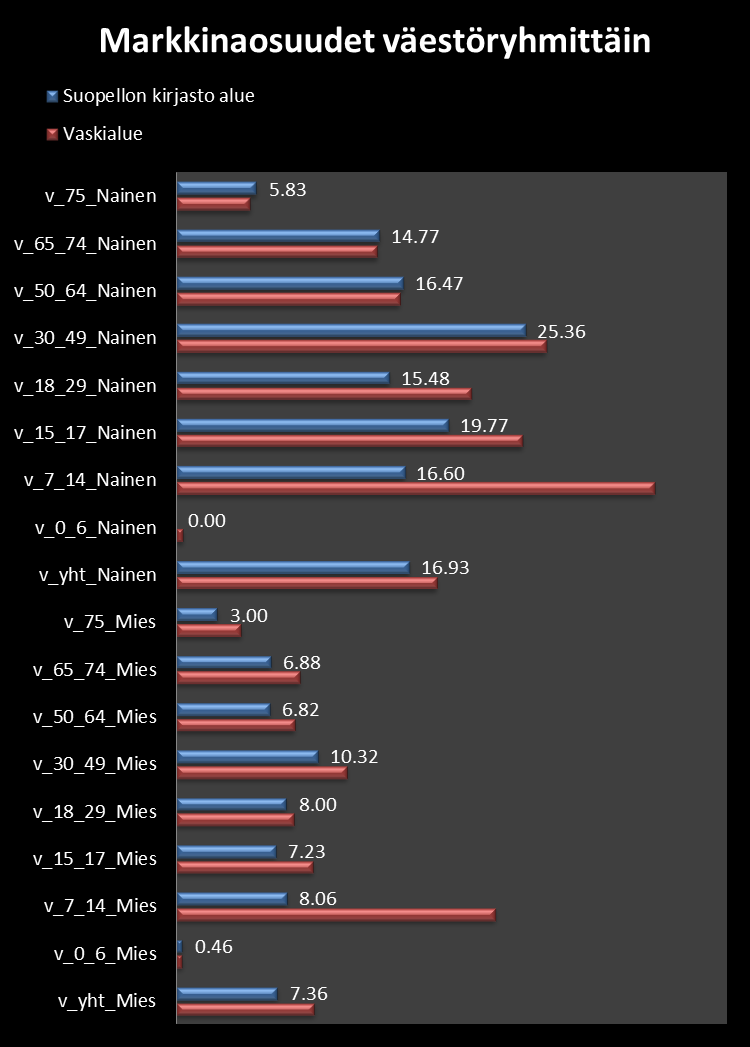 Markkinaosuudet väestöryhmittäin
Suopellon kirjasto alue
Vaskialue
v_75_Nainen 5.83
v_65_74_Nainen 14.77
v_50_64_Nainen 16.47
v_30_49_Nainen 25.36
v_18_29_Nainen 15.48
v_15_17_Nainen 19.77
v_7_14_Nainen 16.60
v_0_6_Nainen 0.00
v_yht_Nainen 16.93
v_75_Mies 3.00
v_65_74_Mies 6.88
v_50_64_Mies 6.82
v_30_49_Mies 10.32
v_18_29_Mies 8.00
v_15_17_Mies 7.23
v_7_14_Mies 8.06
v_0_6_Mies 0.46
v_yht_Mies 7.36